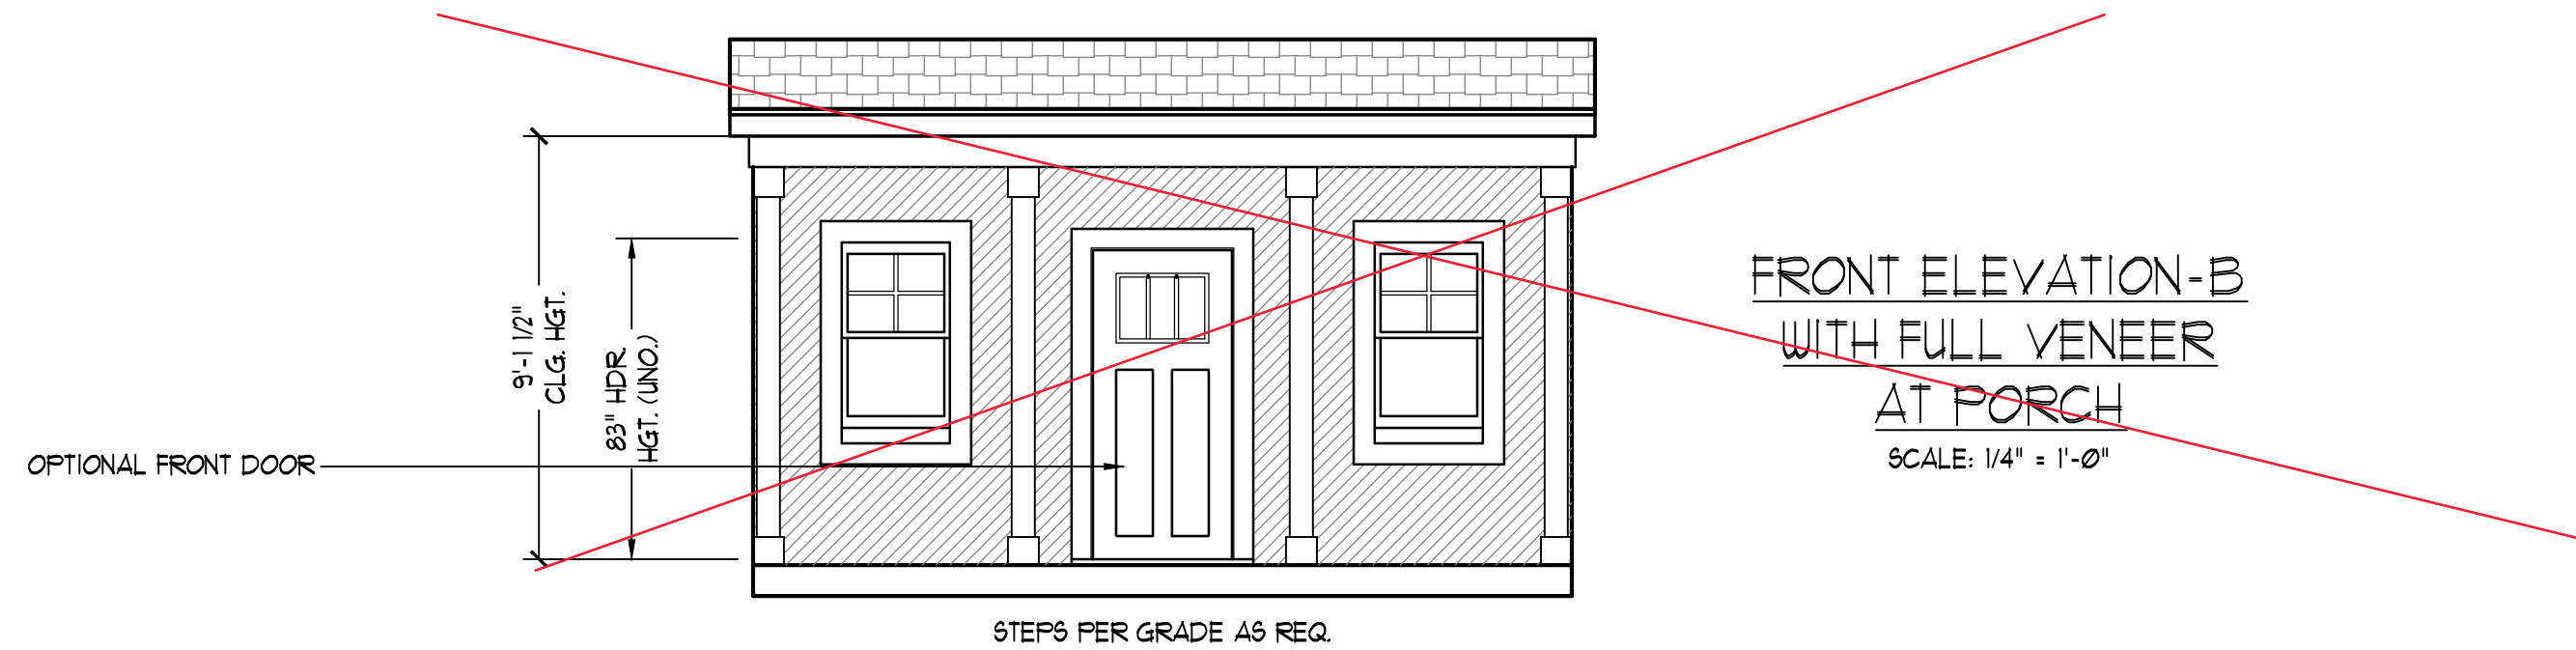 9'-1 1/2"
CLG. HGT.
83" HDR.
HGT. (UNO.)
OPTIONAL FRONT DOOR
STEPS PER GRADE AS REQ.
FRONT ELEVATION-B
WITH FULL VENEER
AT PORCH
SCALE: 1/4" = 1'-0"